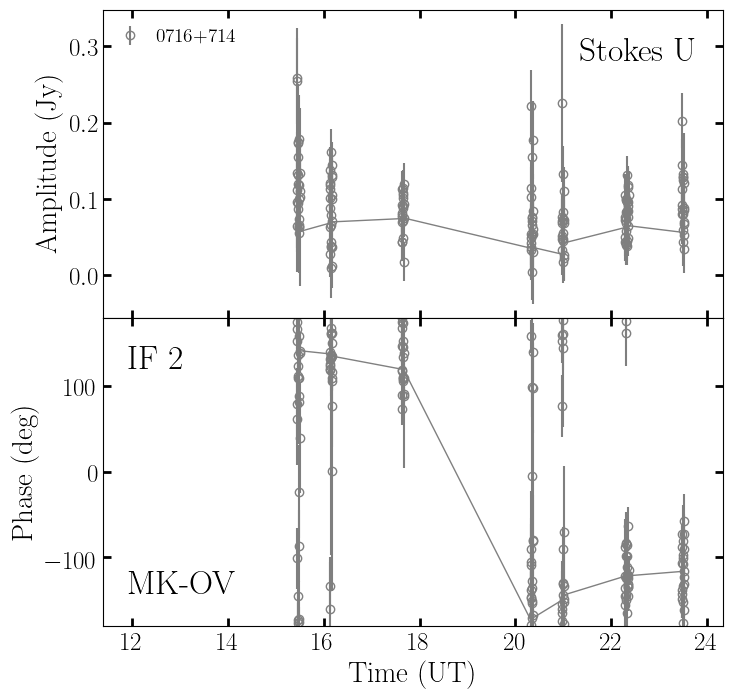 0716+714
Stokes U
0.3
0.2
0.1
0.0
Amplitude (Jy)
IF 2
100
0
−100
Phase (deg)
MK-OV
12 14 16 18 20 22 24
Time (UT)